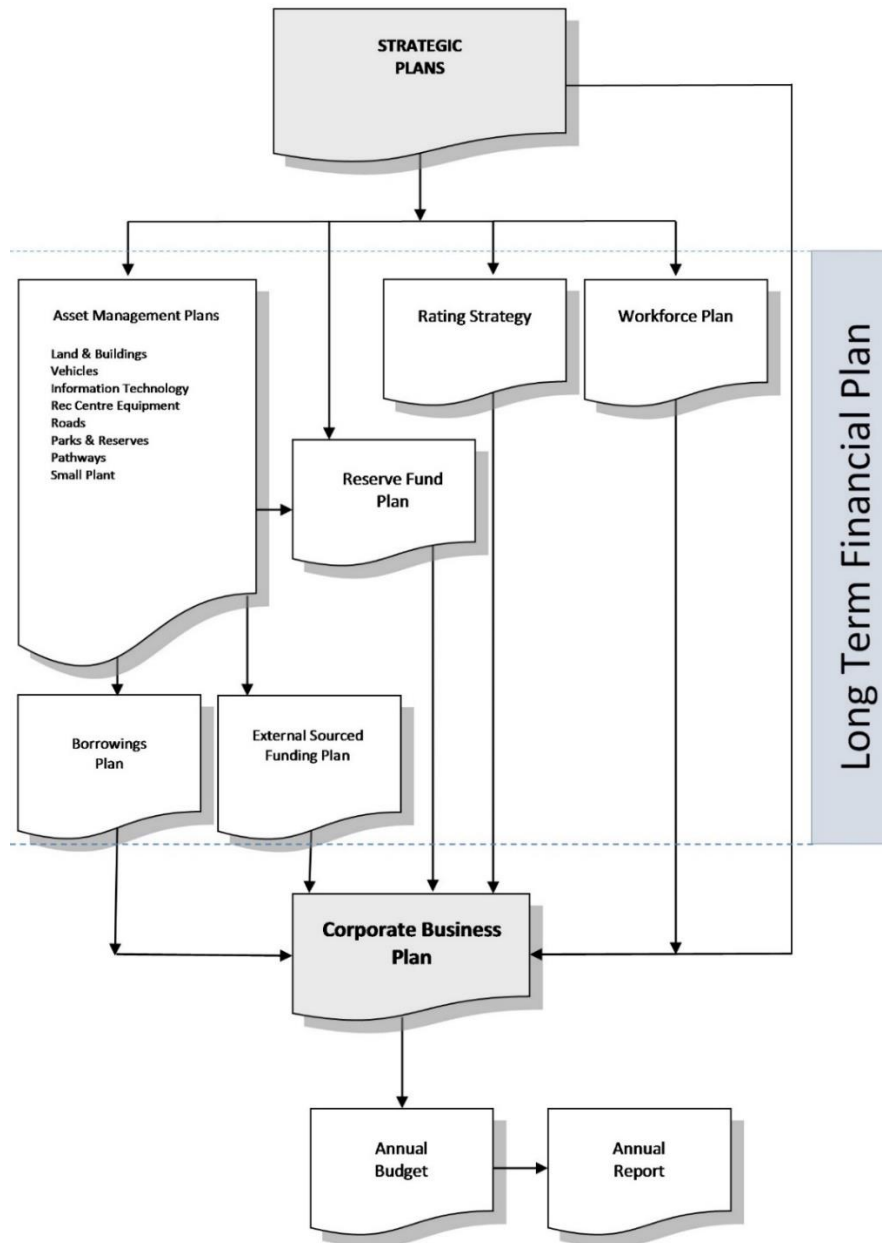 STRATEGIC
PLANS
Asset Management Plans
Land & Buildings
Vehicles
Information Technology
Rec Centre Equipment
Roads
Parks & Reserves
Pathways
Small Plant
Rating Strategy
Workforce Plan
Reserve Fund
Plan
Borrowings
Plan
External Sourced
Funding Plan
Long Term Financial Plan
Corporate Business
Plan
Annual
Budget
Annual
Report